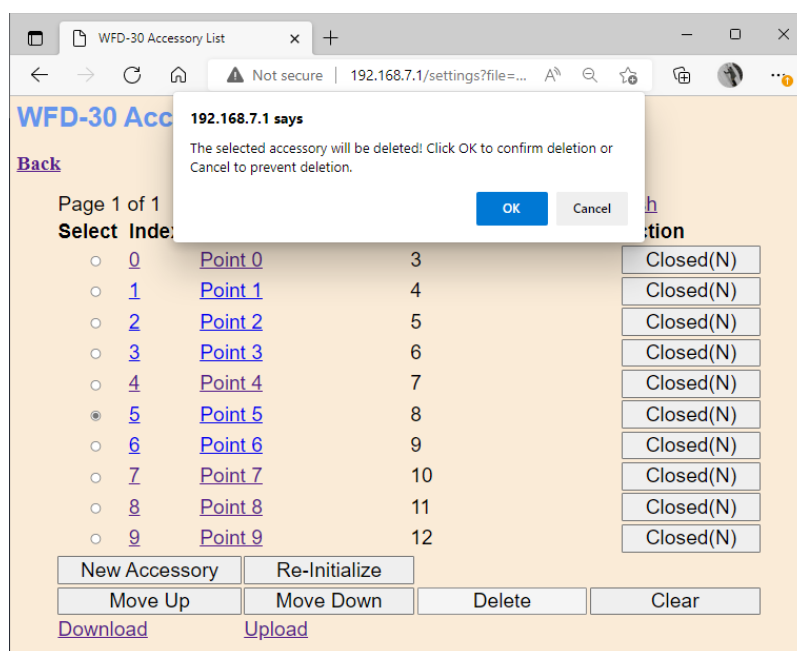 WFD-30 Accessory List
Not secure | 192.168.7.1/settings?file=...
WFD-30 Acc
192.168.7.1 says
The selected accessory will be deleted! Click OK to confirm deletion or
Cancel to prevent deletion.
OK Cancel
Back
Page 1 of 1
Select
0 Point 0 3 Closed(N)
1 Point 1 4 Closed(N)
2 Point 2 5 Closed(N)
3 Point 3 6 Closed(N)
4 Point 4 7 Closed(N)
5 Point 5 8 Closed(N)
6 Point 6 9 Closed(N)
7 Point 7 10 Closed(N)
8 Point 8 11 Closed(N)
9 Point 9 12 Closed(N)
New Accessory Re-Initialize
Move Up Move Down Delete Clear
Download Upload